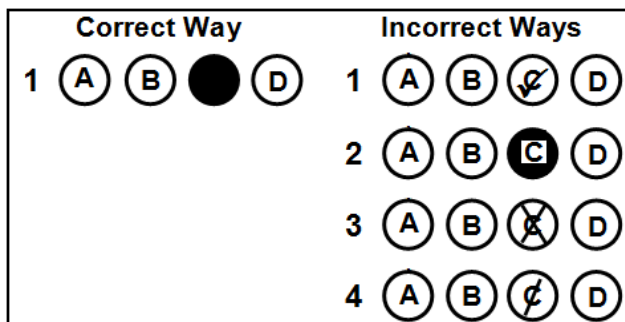 Correct Way
1 A B D
Incorrect Ways
1 A B C D
2 A B C D
3 A B C D
4 A B C D